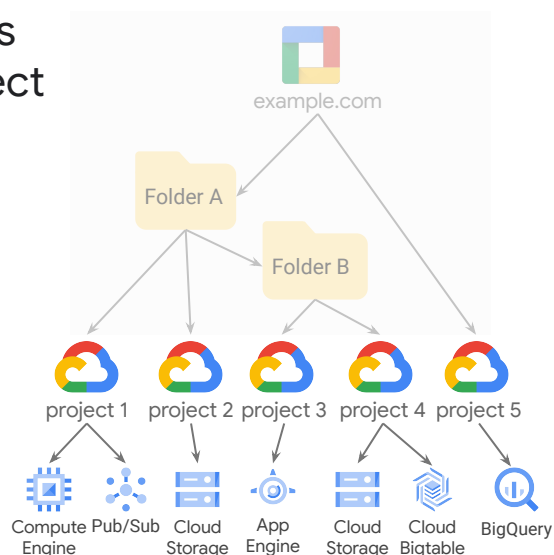 s
ect
example.com
Folder A
Folder B
project 1 project 2 project 3 project 4 project 5
Compute Engine
Pub/Sub
Cloud Storage
App Engine
Cloud Storage
Cloud Bigtable
BigQuery